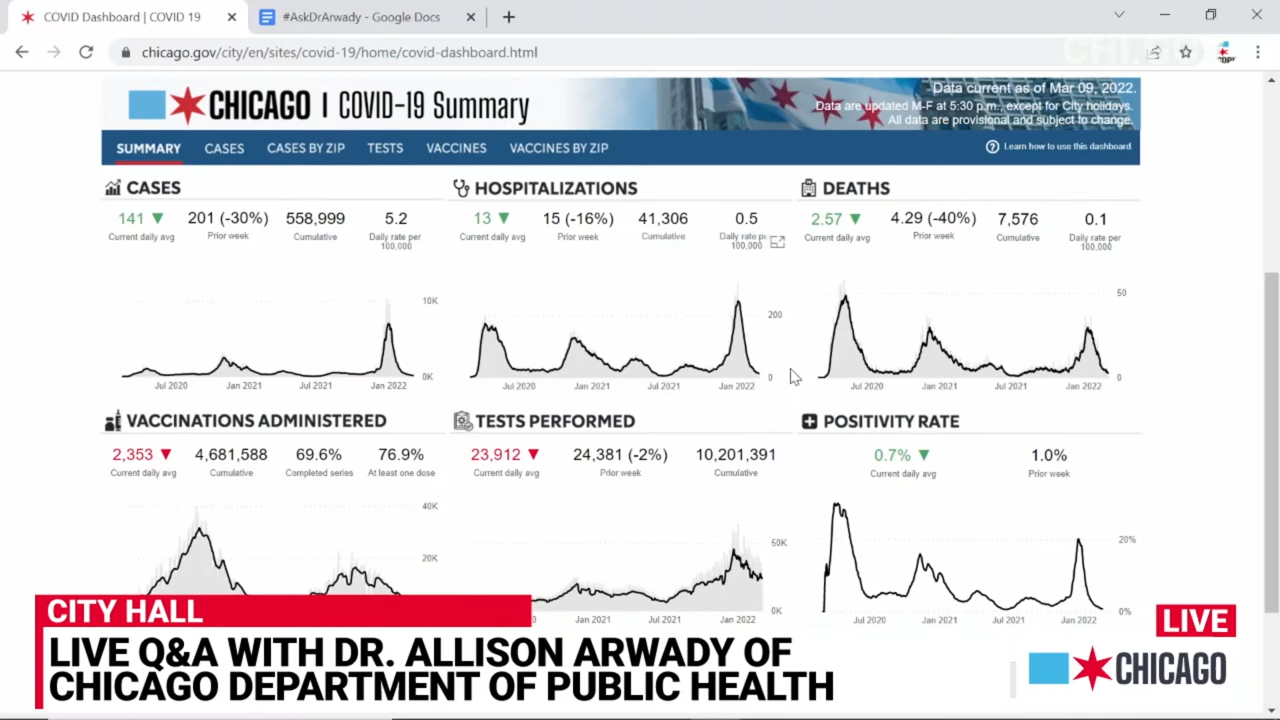 COVID Dashboard | COVID 19
#AskDrArwady - Google Docs
chicago.gov/city/en/sites/covid-19/home/covid-dashboard.html
CHICAGO | COVID-19 Summary
Data current as of Mar 09, 2022.
Data are updated M-F at 5:30 p.m., except for City holidays.
All data are provisional and subject to change.
SUMMARY CASES CASES BY ZIP TESTS VACCINES VACCINES BY ZIP
Learn how to use this dashboard.
CASES
141 ▼ 201 (-30%) 558,999 5.2
Current daily avg Prior week Cumulative Daily rate per
100,000
10K
0K
Jul 2020 Jan 2021 Jul 2021 Jan 2022
HOSPITALIZATIONS
13 ▼ 15 (-16%) 41,306 0.5
Current daily avg Prior week Cumulative Daily rate pe
100,000
200
0
Jul 2020 Jan 2021 Jul 2021 Jan 2022
DEATHS
2.57 ▼ 4.29 (-40%) 7,576 0.1
Current daily avg Prior week Cumulative Daily rate per
100,000
50
0
Jul 2020 Jan 2021 Jul 2021 Jan 2022
VACCINATIONS ADMINISTERED
2,353 ▼ 4,681,588 69.6% 76.9%
Current daily avg Cumulative Completed series At least one dose
40K
20K
TESTS PERFORMED
23,912 ▼ 24,381 (-2%) 10,201,391
Current daily avg Prior week Cumulative
50K
0K
Jan 2021 Jul 2021 Jan 2022
POSITIVITY RATE
0.7% ▼ 1.0%
Current daily avg Prior week
20%
0%
Jul 2020 Jan 2021 Jul 2021 Jan 2022
CITY HALL
LIVE Q&A WITH DR. ALLISON ARWADY OF
CHICAGO DEPARTMENT OF PUBLIC HEALTH
LIVE
CHICAGO